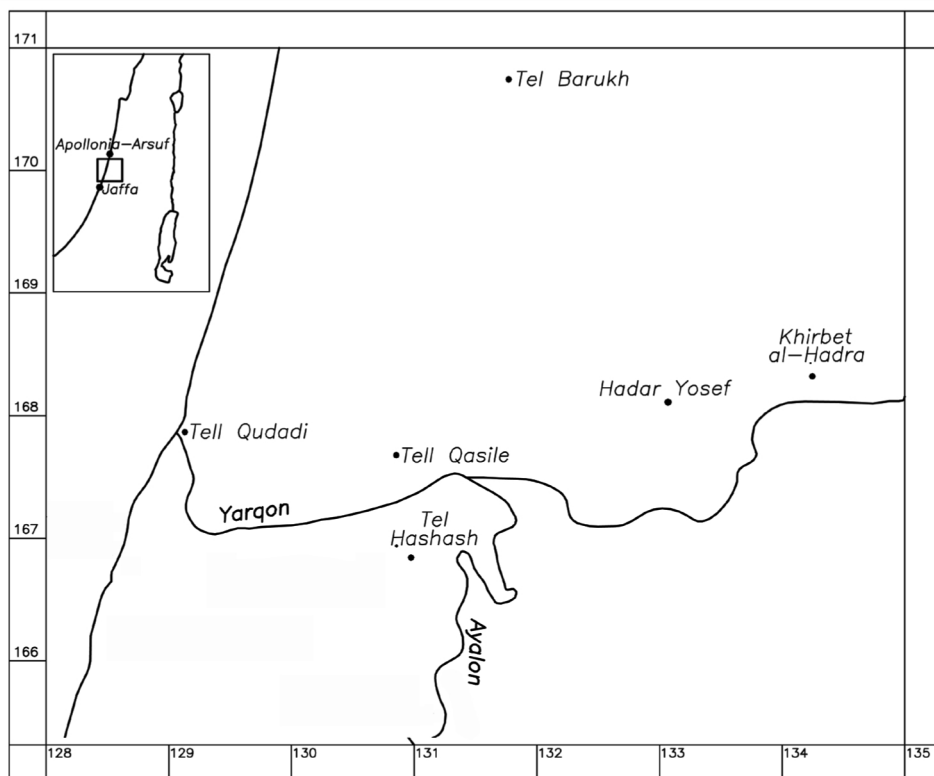 171
Tel Barukh
Apollonia-Arsuf
Jaffa
170
169
Khirbet
al-Hadra
Hadar Yosef
168
Tell Qudadi
Tell Qasile
Yarqon
167
Tel
Hashash
Ayalon
166
128
129
130
131
132
133
134
135